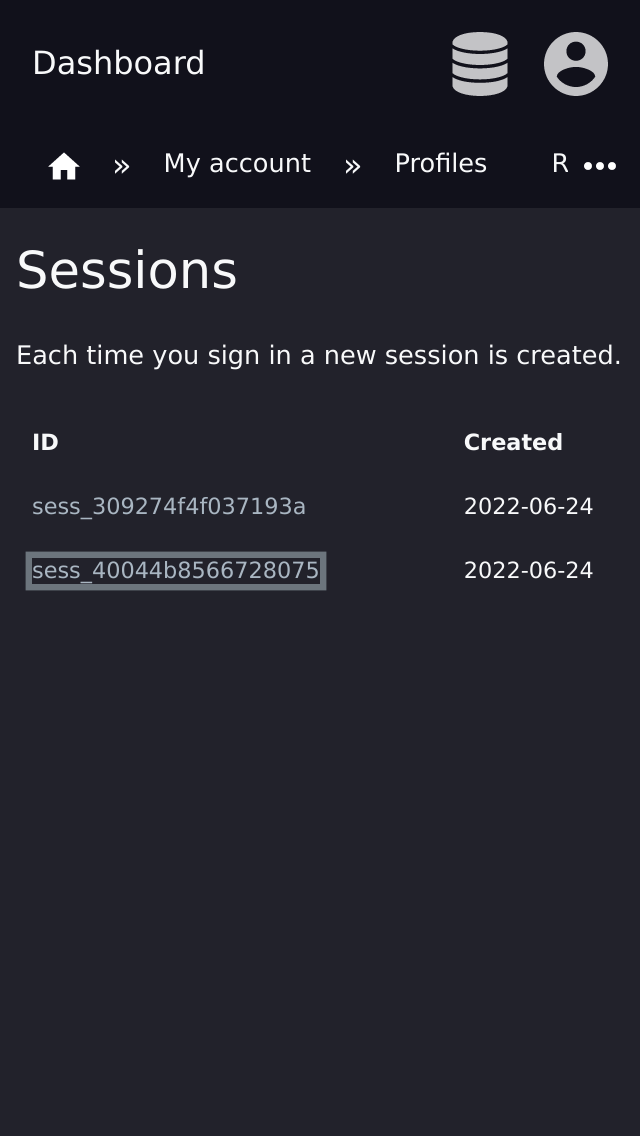 Dashboard
» My account » Profiles R
Sessions
Each time you sign in a new session is created.
ID Created
sess_309274f4f037193a 2022-06-24
sess_40044b8566728075 2022-06-24